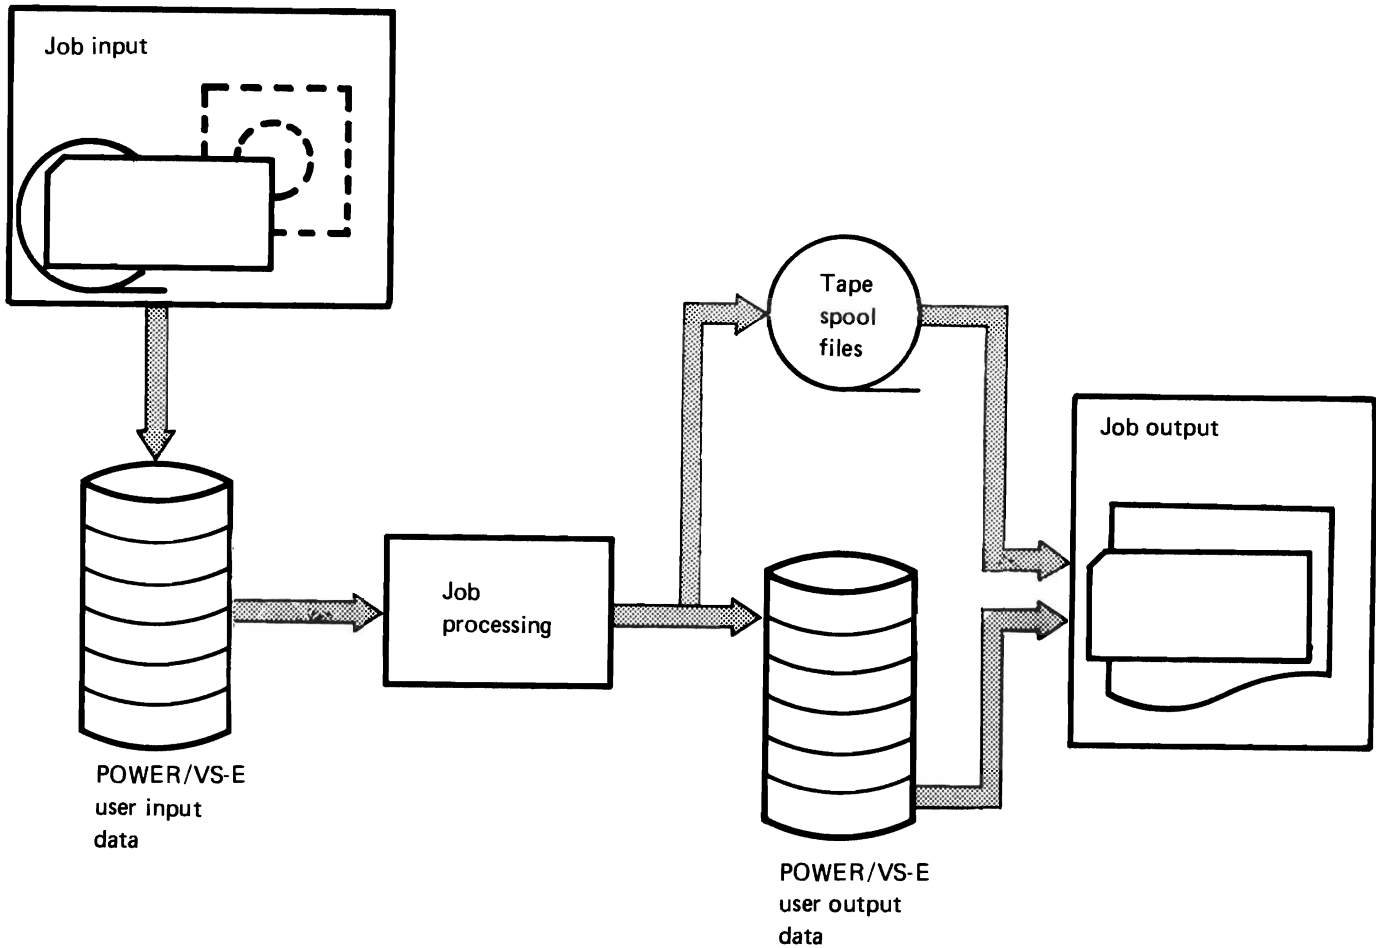 Job input
Tape
spool
files
Job output
Job
processing
POWER/VS-E
user input
data
POWER/VS-E
user output
data